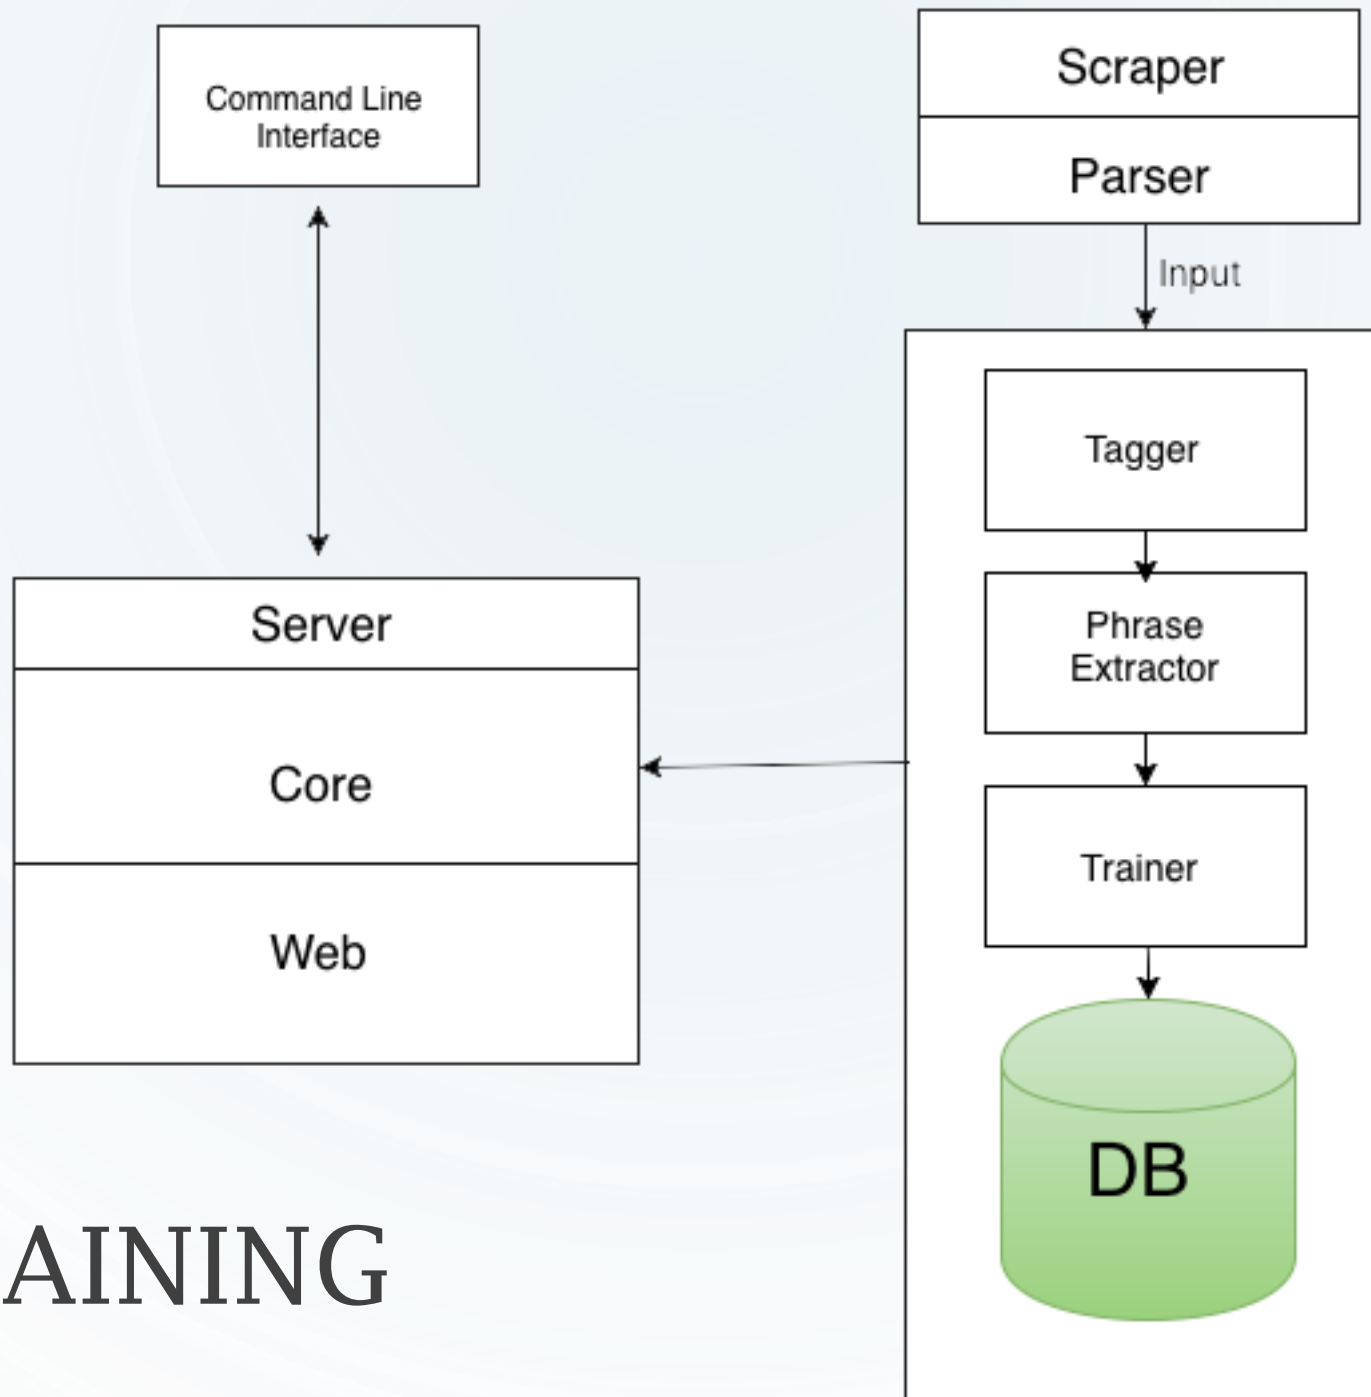 Command Line
Interface
Scraper
Parser
Input
Tagger
Phrase
Extractor
Trainer
DB
Server
Core
Web
AINING